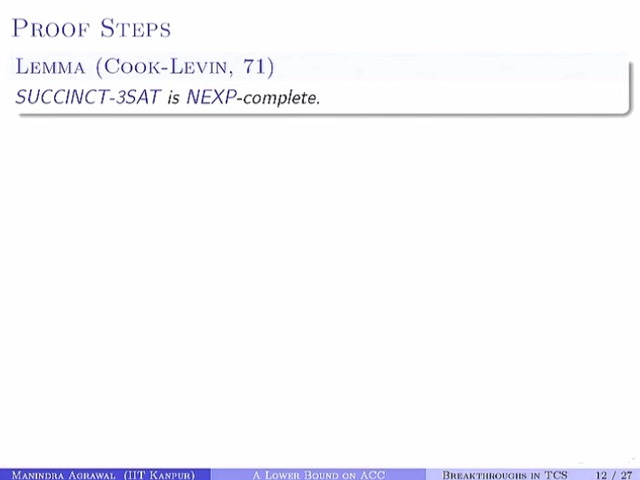 PROOF STEPS
LEMMA (COOK-LEVIN, 71)
SUCCINCT-3SAT is NEXP-complete.
MANINDRA AGRAWAL (IIT KANPUR) A LOWER BOUND ON ACC BREAKTHROUGHS IN TCS 12 / 27